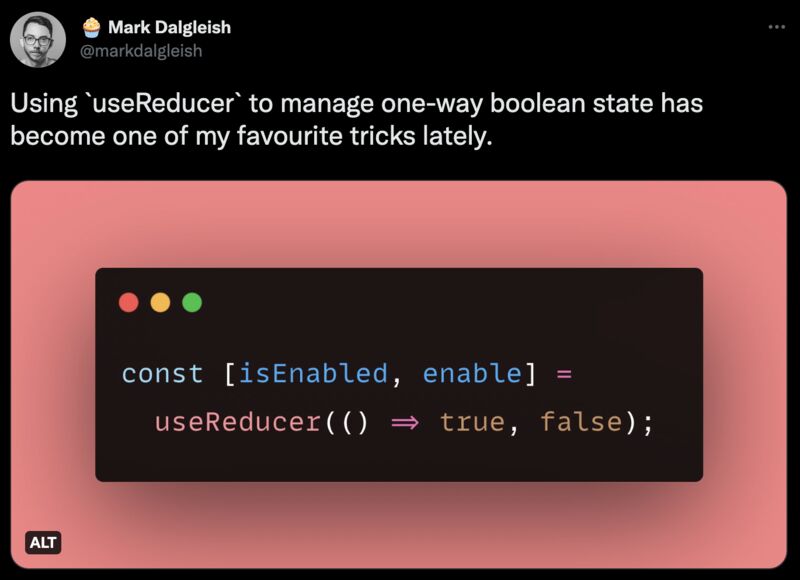 🧁 Mark Dalgleish
@markdalgleish
Using `useReducer` to manage one-way boolean state has
become one of my favourite tricks lately.
const [isEnabled, enable] =
useReducer(() => true, false);
ALT